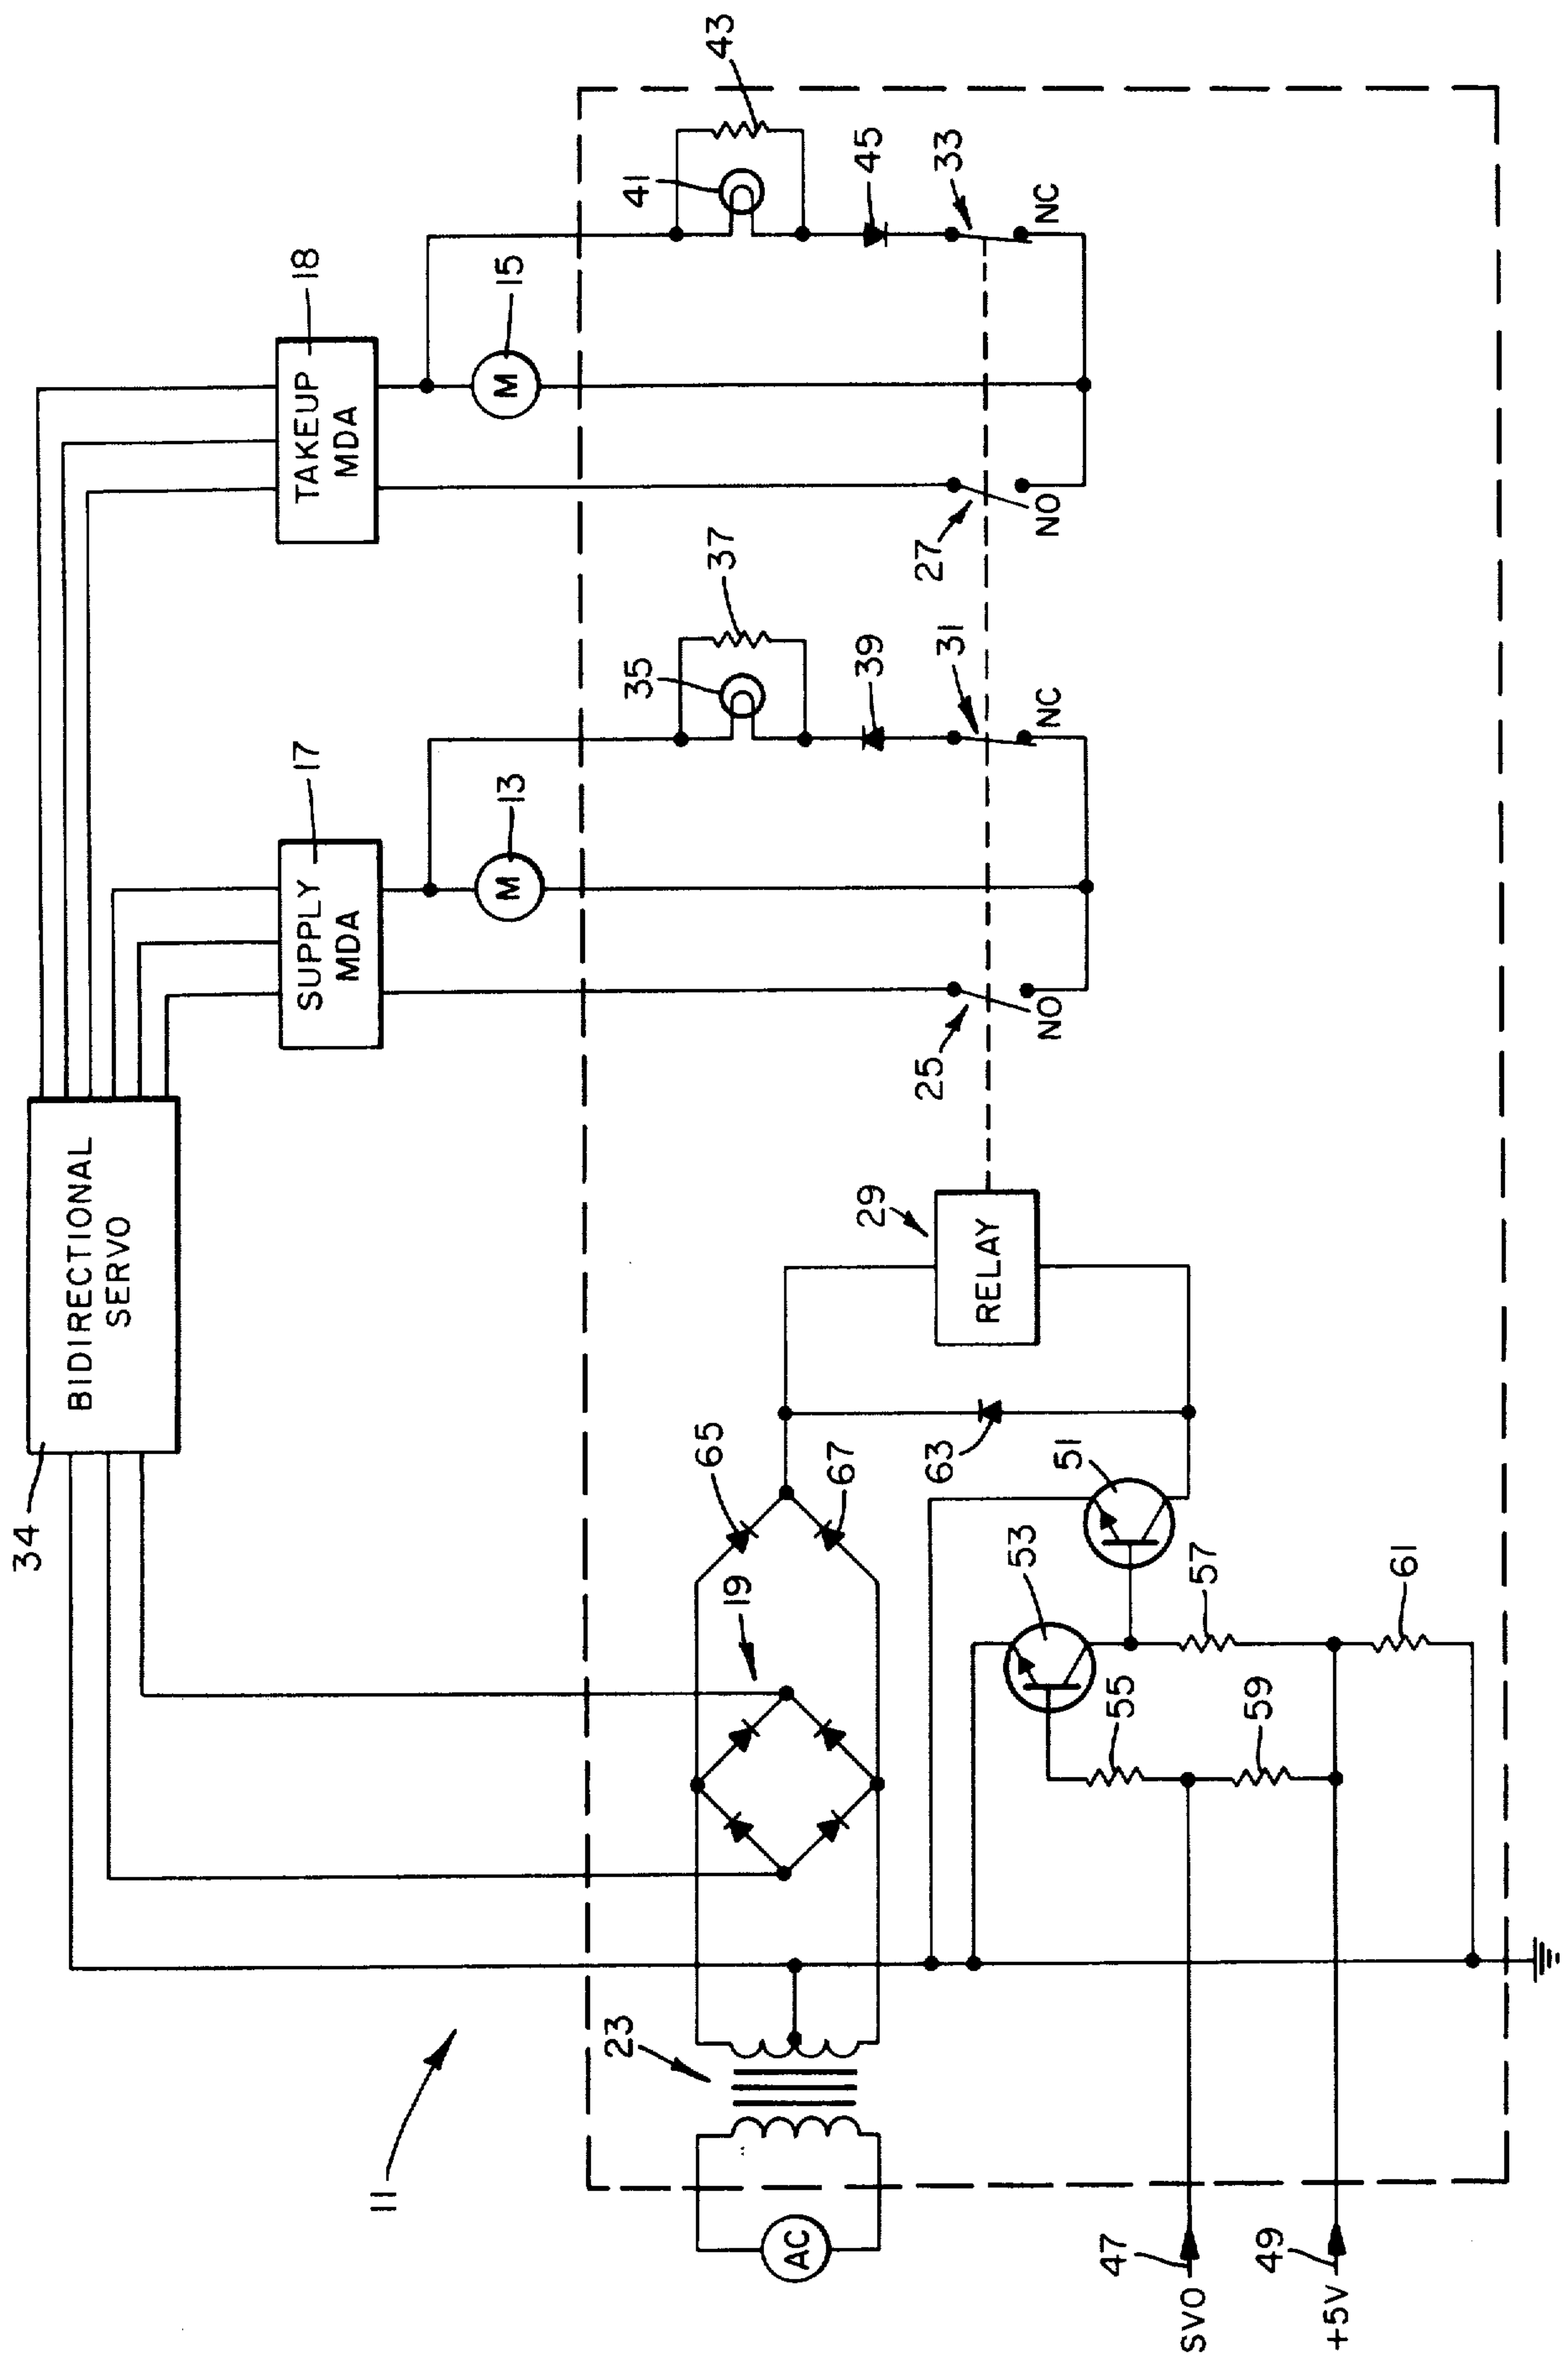 34
BIDIRECTIONAL
SERVO
17
SUPPLY
MDA
18
TAKEUP
MDA
13
M
15
M
11
23
AC
19
65
67
35
37
39
31
NC
25
NO
41
43
45
33
NC
27
NO
29
RELAY
63
51
53
55
57
59
61
47
SVO
49
+5V